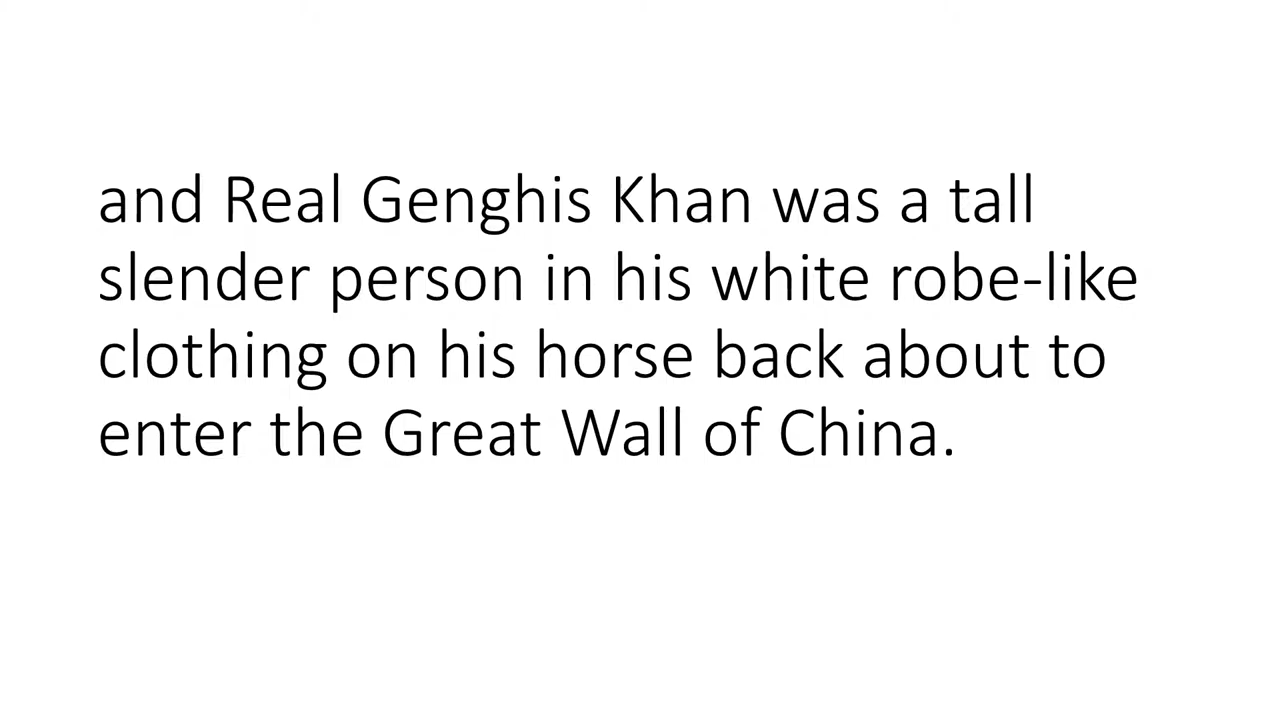 and Real Genghis Khan was a tall
slender person in his white robe-like
clothing on his horse back about to
enter the Great Wall of China.